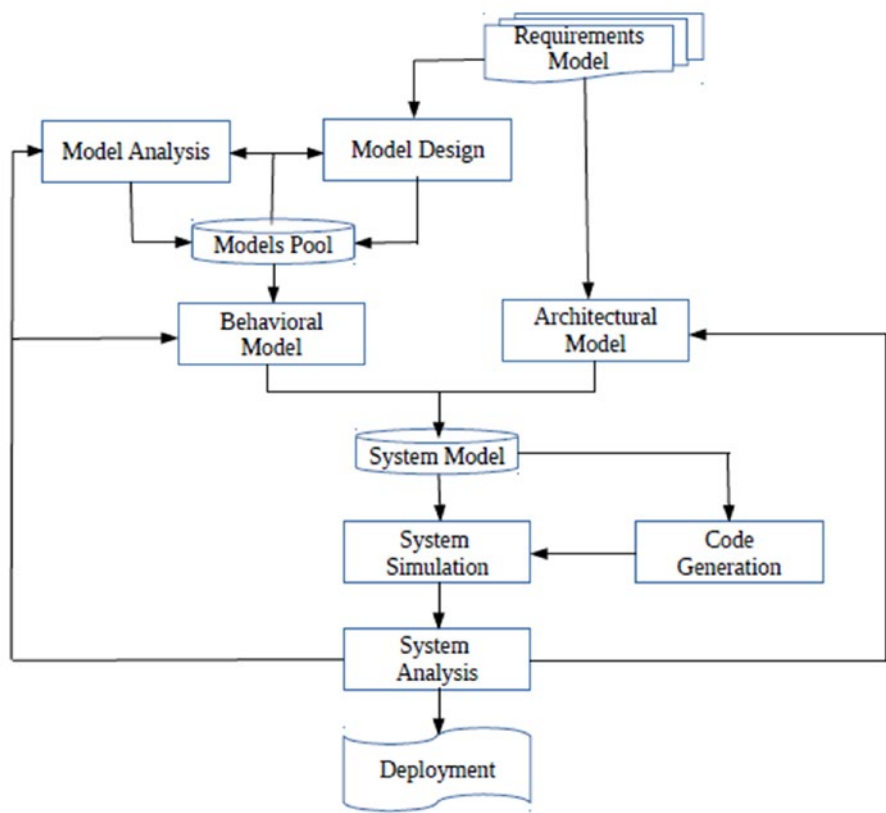 Requirements
Model
Model Analysis
Model Design
Models Pool
Behavioral
Model
Architectural
Model
System Model
System
Simulation
Code
Generation
System
Analysis
Deployment